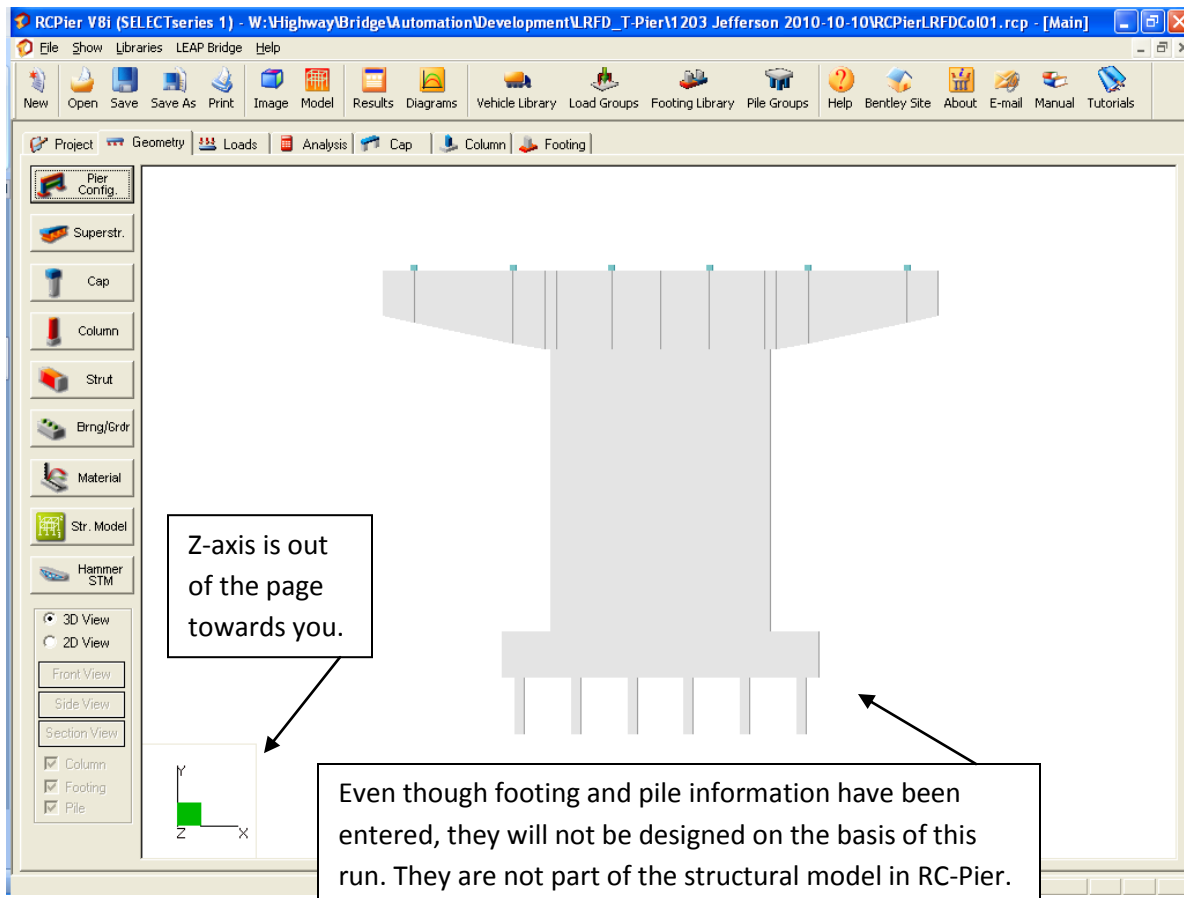 RCPier V8i (SELECTseries 1) - W:\Highway\Bridge\Automation\Development\LRFD_T-Pier\1203 Jefferson 2010-10-10\RCPierLRFDCol01.rcp - [Main]
File Show Libraries LEAP Bridge Help
New Open Save Save As Print Image Model Results Diagrams Vehicle Library Load Groups Footing Library Pile Groups Help Bentley Site About E-mail Manual Tutorials
Project Geometry Loads Analysis Cap Column Footing
Pier
Config.
Superstr.
Cap
Column
Strut
Brng/Grdr
Material
Str. Model
Hammer
STM
3D View
2D View
Front View
Side View
Section View
Column
Footing
Pile
Z-axis is out
of the page
towards you.
Y
Z X
Even though footing and pile information have been
entered, they will not be designed on the basis of this
run. They are not part of the structural model in RC-Pier.